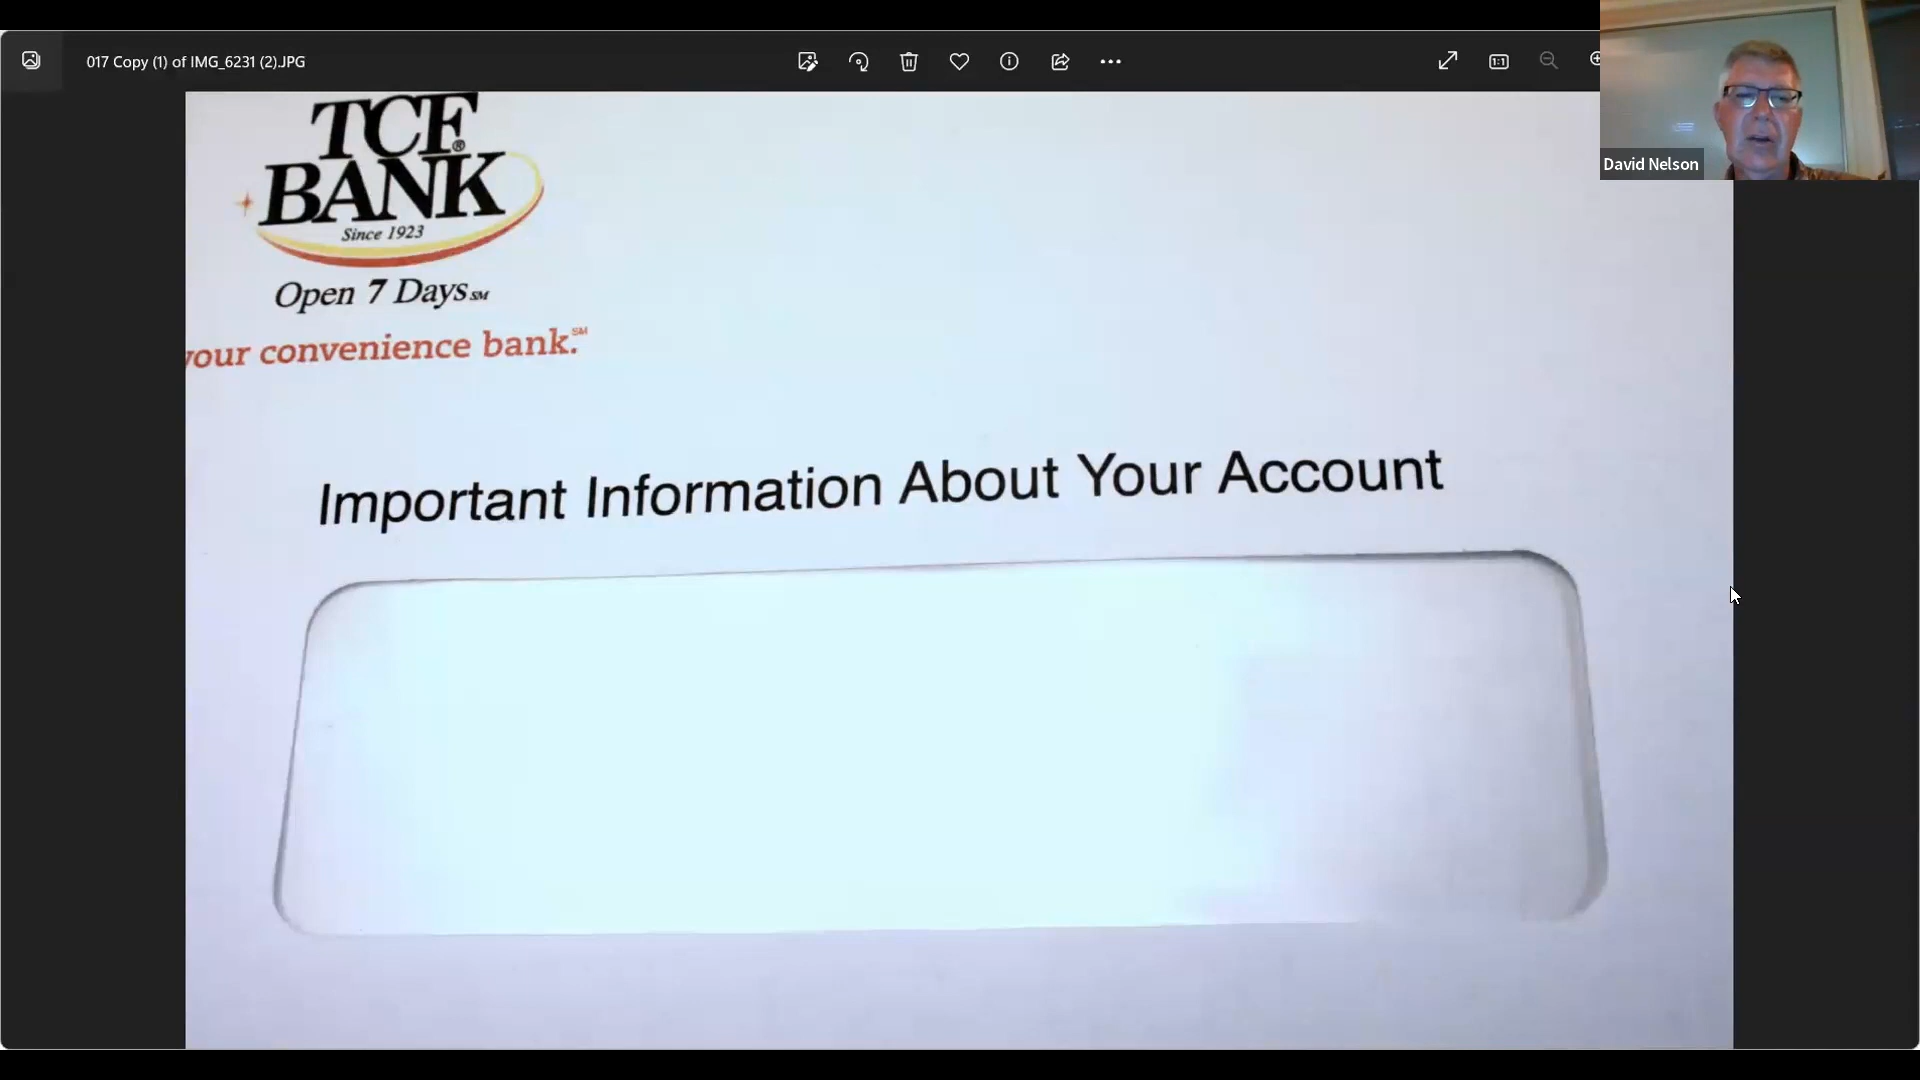 017 Copy (1) of IMG_6231 (2).JPG
David Nelson
TCF®
BANK
Since 1923
Open 7 Days SM
your convenience bank.℠
Important Information About Your Account